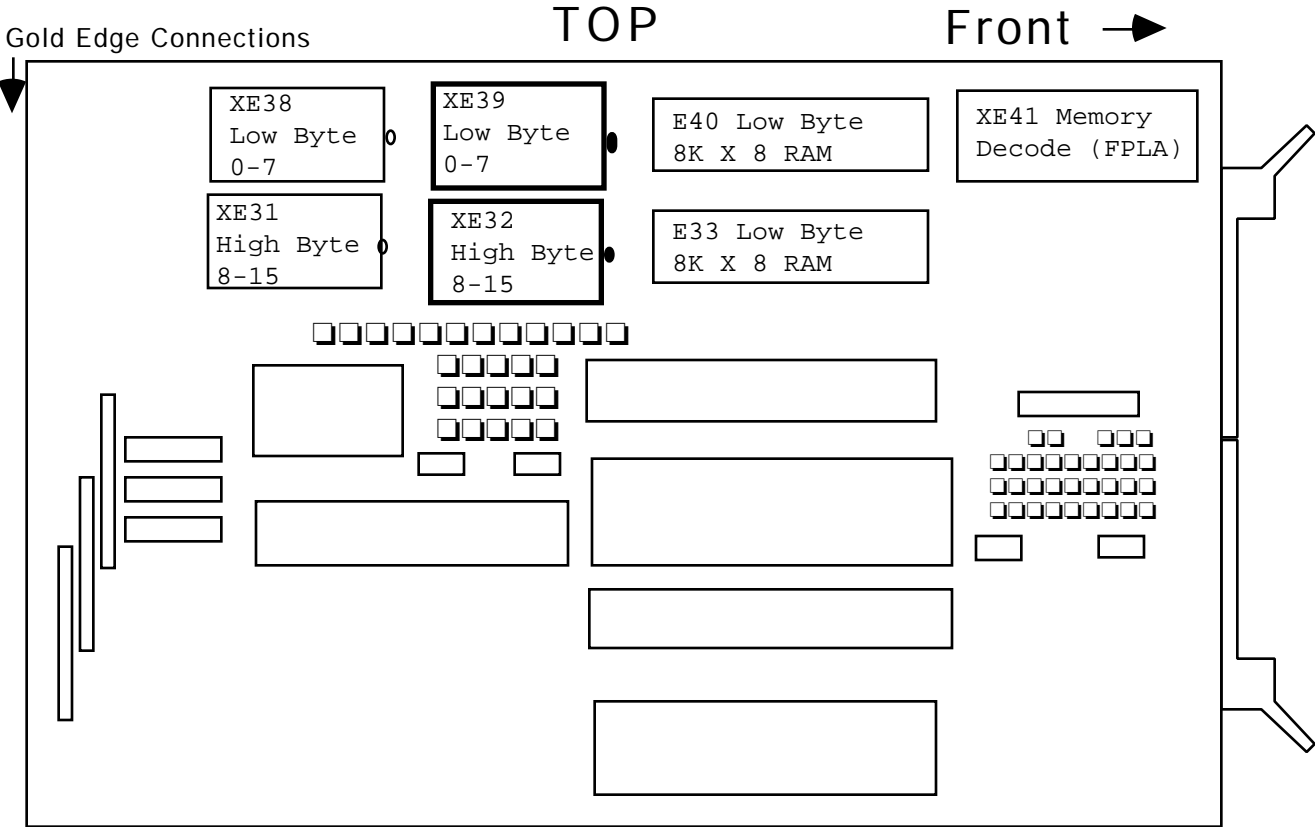 TOP
Front
Gold Edge Connections
XE38
Low Byte
0-7
XE39
Low Byte
0-7
E40 Low Byte
8K X 8 RAM
XE41 Memory
Decode (FPLA)
XE31
High Byte
8-15
XE32
High Byte
8-15
E33 Low Byte
8K X 8 RAM